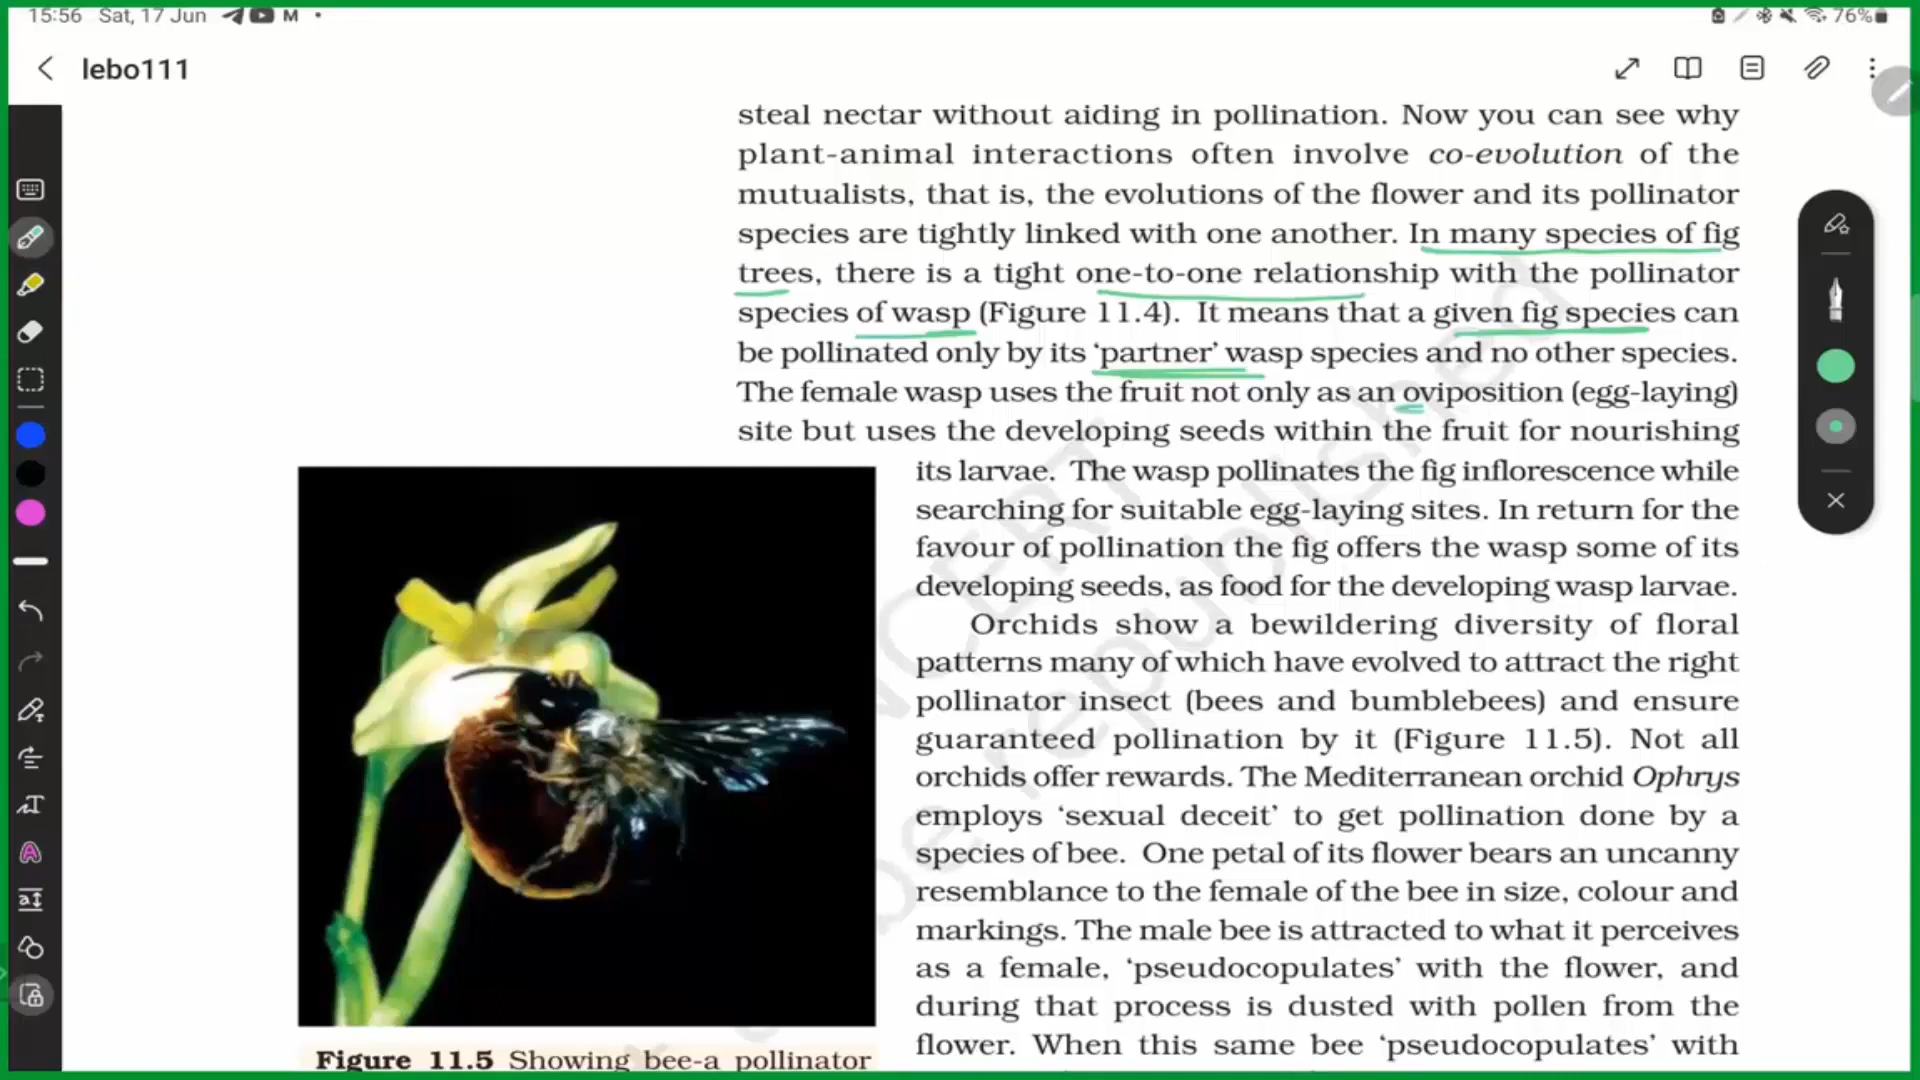 15:56 Sat, 17 Jun M
76%
lebo111
steal nectar without aiding in pollination. Now you can see why
plant-animal interactions often involve co-evolution of the
mutualists, that is, the evolutions of the flower and its pollinator
species are tightly linked with one another. In many species of fig
trees, there is a tight one-to-one relationship with the pollinator
species of wasp (Figure 11.4). It means that a given fig species can
be pollinated only by its ‘partner’ wasp species and no other species.
The female wasp uses the fruit not only as an oviposition (egg-laying)
site but uses the developing seeds within the fruit for nourishing
its larvae. The wasp pollinates the fig inflorescence while
searching for suitable egg-laying sites. In return for the
favour of pollination the fig offers the wasp some of its
developing seeds, as food for the developing wasp larvae.
Orchids show a bewildering diversity of floral
patterns many of which have evolved to attract the right
pollinator insect (bees and bumblebees) and ensure
guaranteed pollination by it (Figure 11.5). Not all
orchids offer rewards. The Mediterranean orchid Ophrys
employs ‘sexual deceit’ to get pollination done by a
species of bee. One petal of its flower bears an uncanny
resemblance to the female of the bee in size, colour and
markings. The male bee is attracted to what it perceives
as a female, ‘pseudocopulates’ with the flower, and
during that process is dusted with pollen from the
flower. When this same bee ‘pseudocopulates’ with
Figure 11.5 Showing bee-a pollinator
be republished